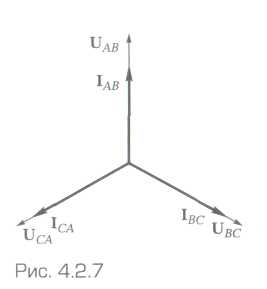 U_AB
I_AB
I_CA
U_CA
I_BC
U_BC
Рис. 4.2.7